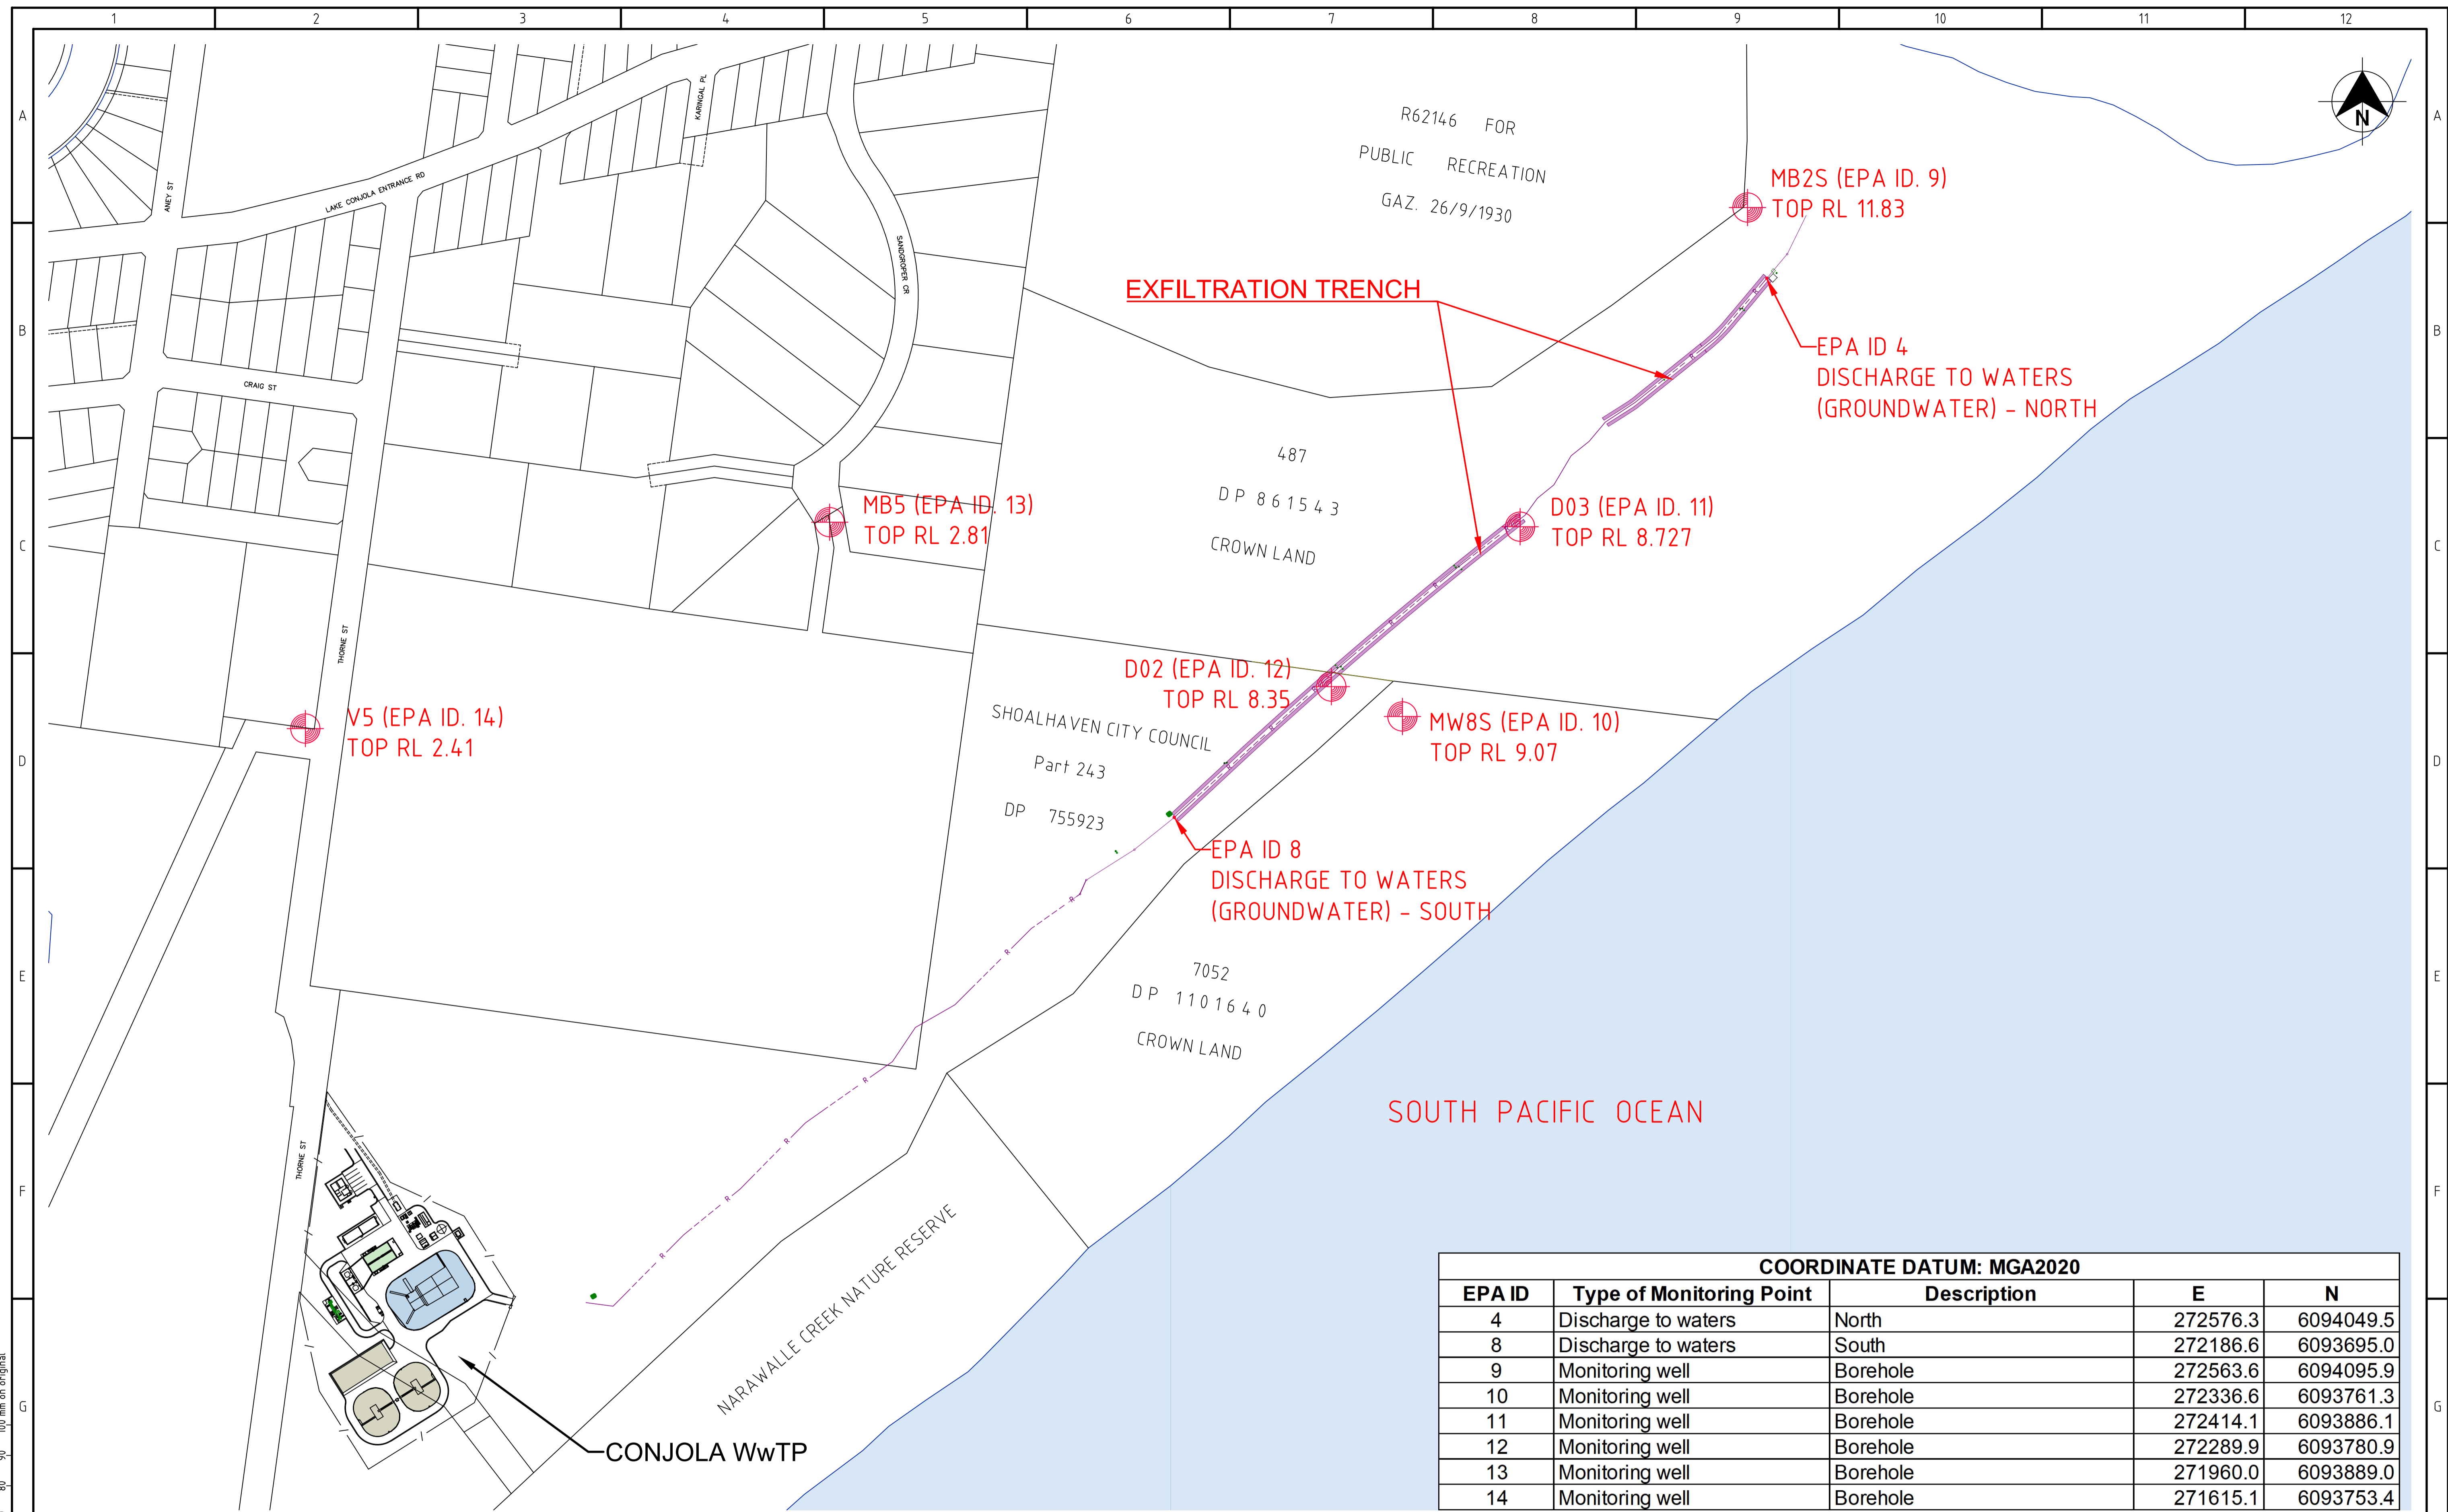 1 2 3 4 5 6 7 8 9 10 11 12
A
A
N
KARINGAL PL
R62146 FOR
PUBLIC RECREATION
GAZ. 26/9/1930
MB2S (EPA ID. 9)
TOP RL 11.83
ANEY ST
LAKE CONJOLA ENTRANCE RD
SANDGROPER CR
EXFILTRATION TRENCH
B
B
EPA ID 4
DISCHARGE TO WATERS
(GROUNDWATER) - NORTH
CRAIG ST
487
DP 861543
CROWN LAND
MB5 (EPA ID. 13)
TOP RL 2.81
D03 (EPA ID. 11)
TOP RL 8.727
C
C
THORNE ST
D02 (EPA ID. 12)
TOP RL 8.35
V5 (EPA ID. 14)
TOP RL 2.41
SHOALHAVEN CITY COUNCIL
Part 243
DP 755923
MW8S (EPA ID. 10)
TOP RL 9.07
D
D
EPA ID 8
DISCHARGE TO WATERS
(GROUNDWATER) - SOUTH
E
E
7052
DP 1101640
CROWN LAND
SOUTH PACIFIC OCEAN
THORNE ST
F
F
NARAWALLE CREEK NATURE RESERVE
CONJOLA WwTP
G
G
80 90 100 mm on original
COORDINATE DATUM: MGA2020
EPA ID Type of Monitoring Point Description E N
4 Discharge to waters North 272576.3 6094049.5
8 Discharge to waters South 272186.6 6093695.0
9 Monitoring well Borehole 272563.6 6094095.9
10 Monitoring well Borehole 272336.6 6093761.3
11 Monitoring well Borehole 272414.1 6093886.1
12 Monitoring well Borehole 272289.9 6093780.9
13 Monitoring well Borehole 271960.0 6093889.0
14 Monitoring well Borehole 271615.1 6093753.4